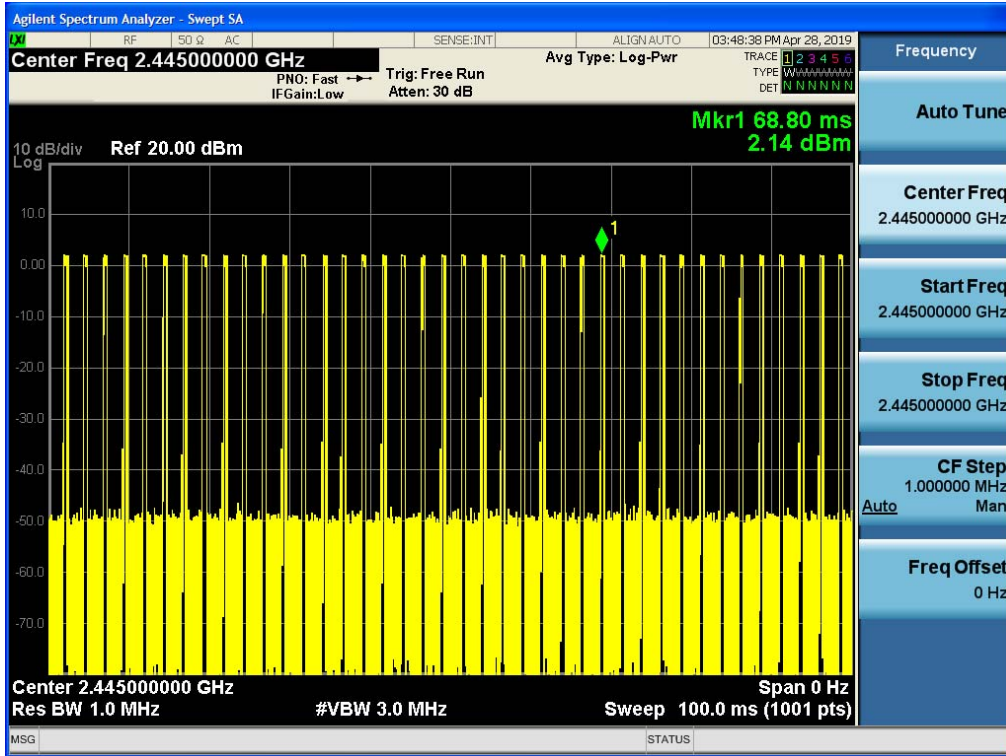 Agilent Spectrum Analyzer - Swept SA
LXI RF 50 Ω AC SENSE:INT ALIGN AUTO 03:48:38 PM Apr 28, 2019
Center Freq 2.445000000 GHz
PNO: Fast
IFGain:Low
Trig: Free Run
Atten: 30 dB
Avg Type: Log-Pwr
TRACE 1 2 3 4 5 6
TYPE WWWWWW
DET N N N N N N
Mkr1 68.80 ms
2.14 dBm
10 dB/div Ref 20.00 dBm
Log
1
10.0
0.00
-10.0
-20.0
-30.0
-40.0
-50.0
-60.0
-70.0
Center 2.445000000 GHz Span 0 Hz
Res BW 1.0 MHz #VBW 3.0 MHz Sweep 100.0 ms (1001 pts)
MSG STATUS
Frequency
Auto Tune
Center Freq
2.445000000 GHz
Start Freq
2.445000000 GHz
Stop Freq
2.445000000 GHz
CF Step
1.000000 MHz
Auto Man
Freq Offset
0 Hz